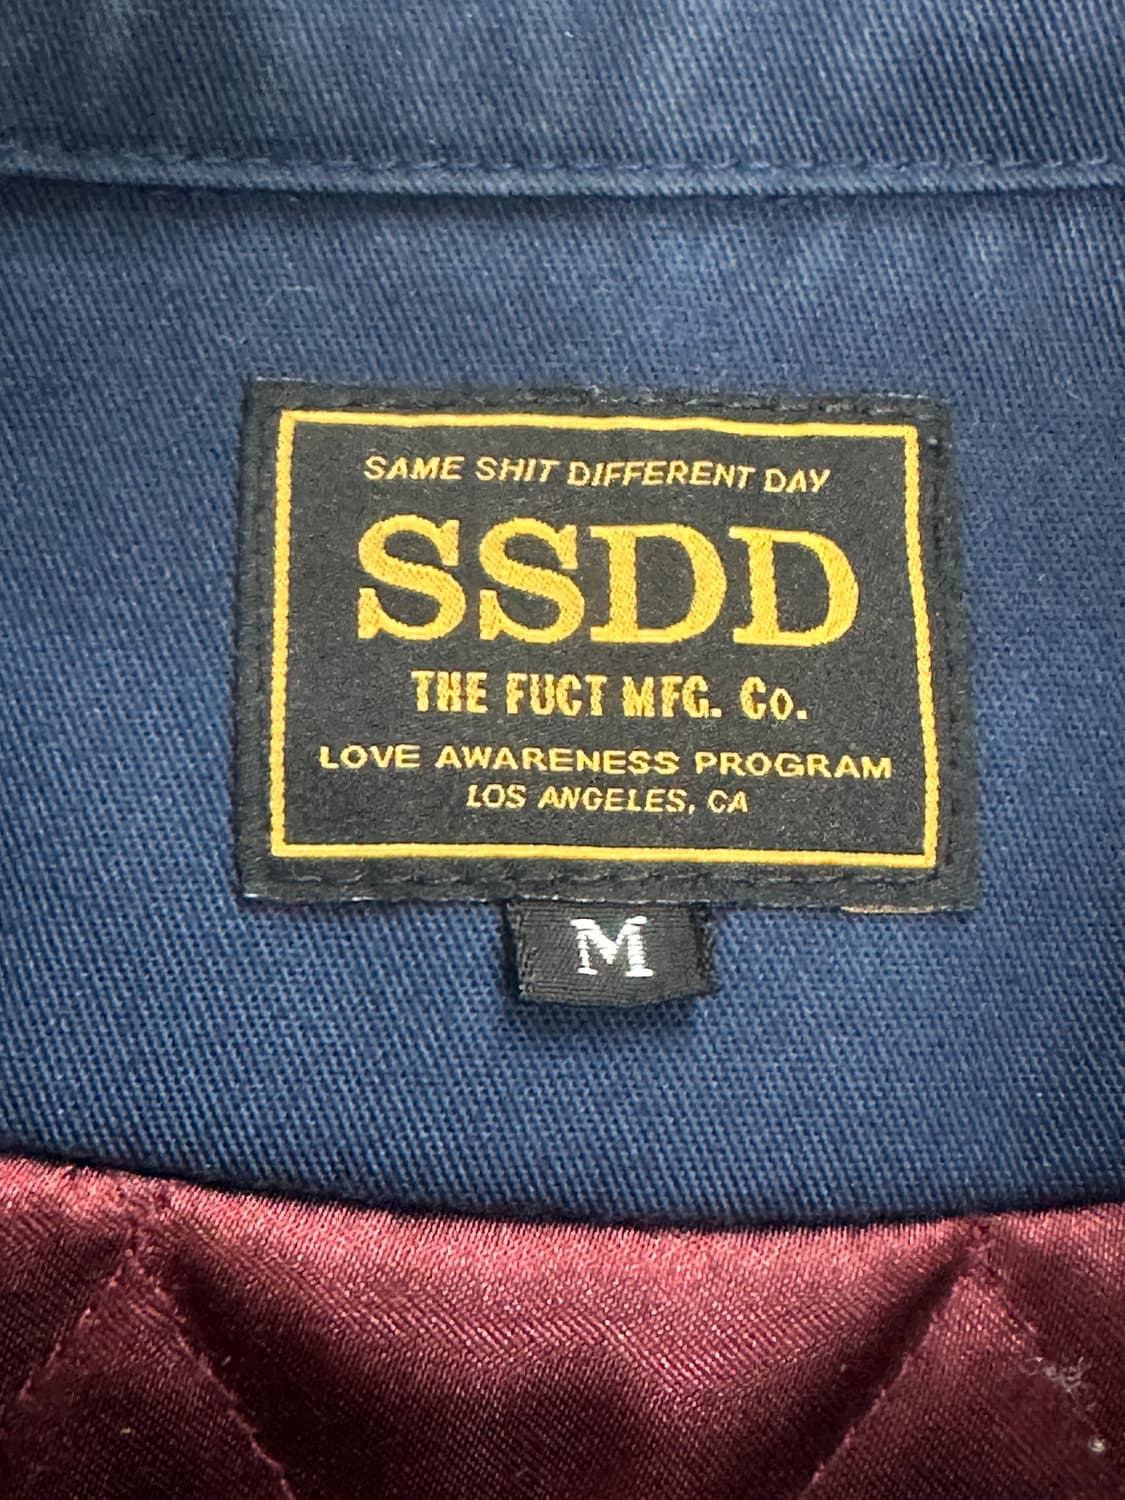 SAME SHIT DIFFERENT DAY
SSDD
THE FUCT MFG. Co.
LOVE AWARENESS PROGRAM
LOS ANGELES, CA
M